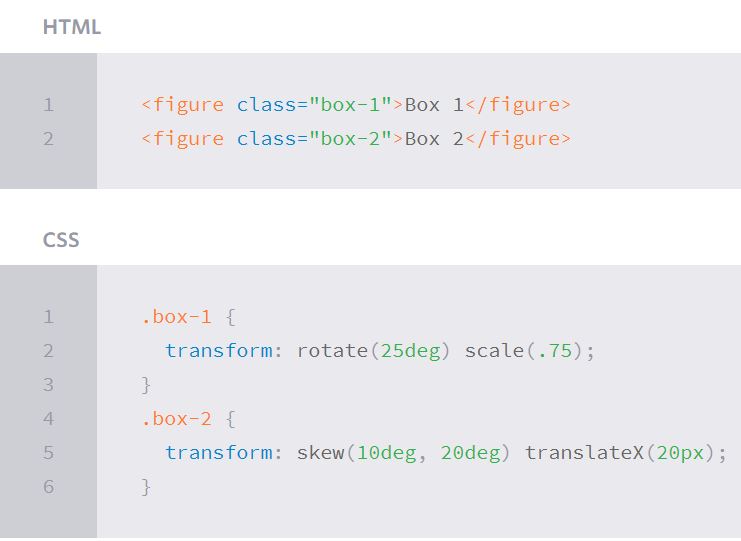 HTML
1 <figure class="box-1">Box 1</figure>
2 <figure class="box-2">Box 2</figure>
CSS
1 .box-1 {
2   transform: rotate(25deg) scale(.75);
3 }
4 .box-2 {
5   transform: skew(10deg, 20deg) translateX(20px);
6 }